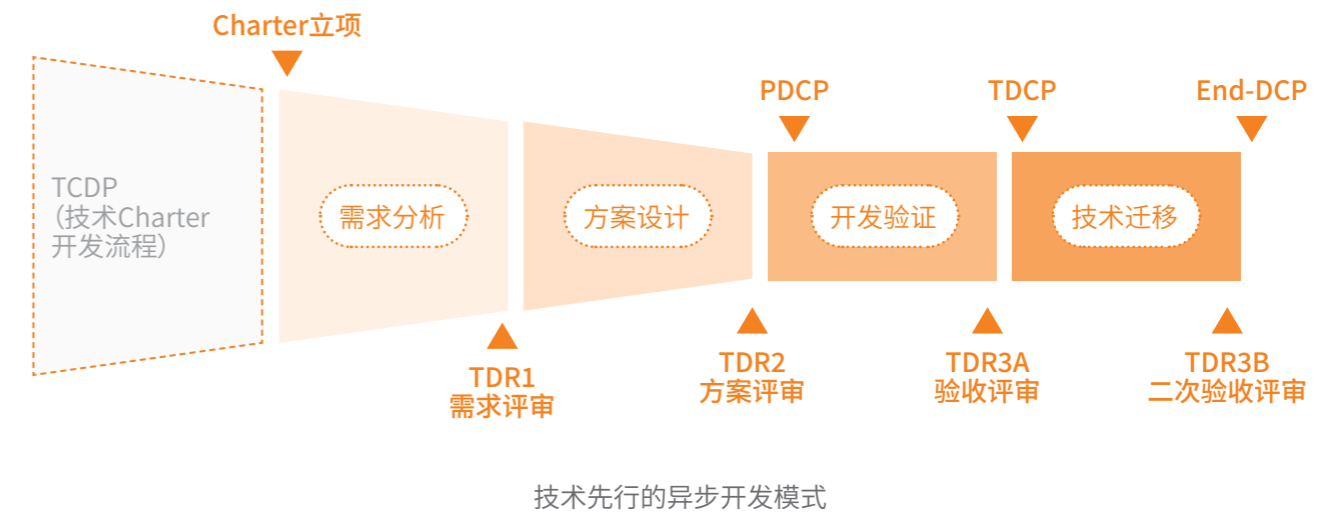 Charter立项
PDCP
TDCP
End-DCP
TCDP
（技术Charter
开发流程）
需求分析
方案设计
开发验证
技术迁移
TDR1
需求评审
TDR2
方案评审
TDR3A
验收评审
TDR3B
二次验收评审
技术先行的异步开发模式